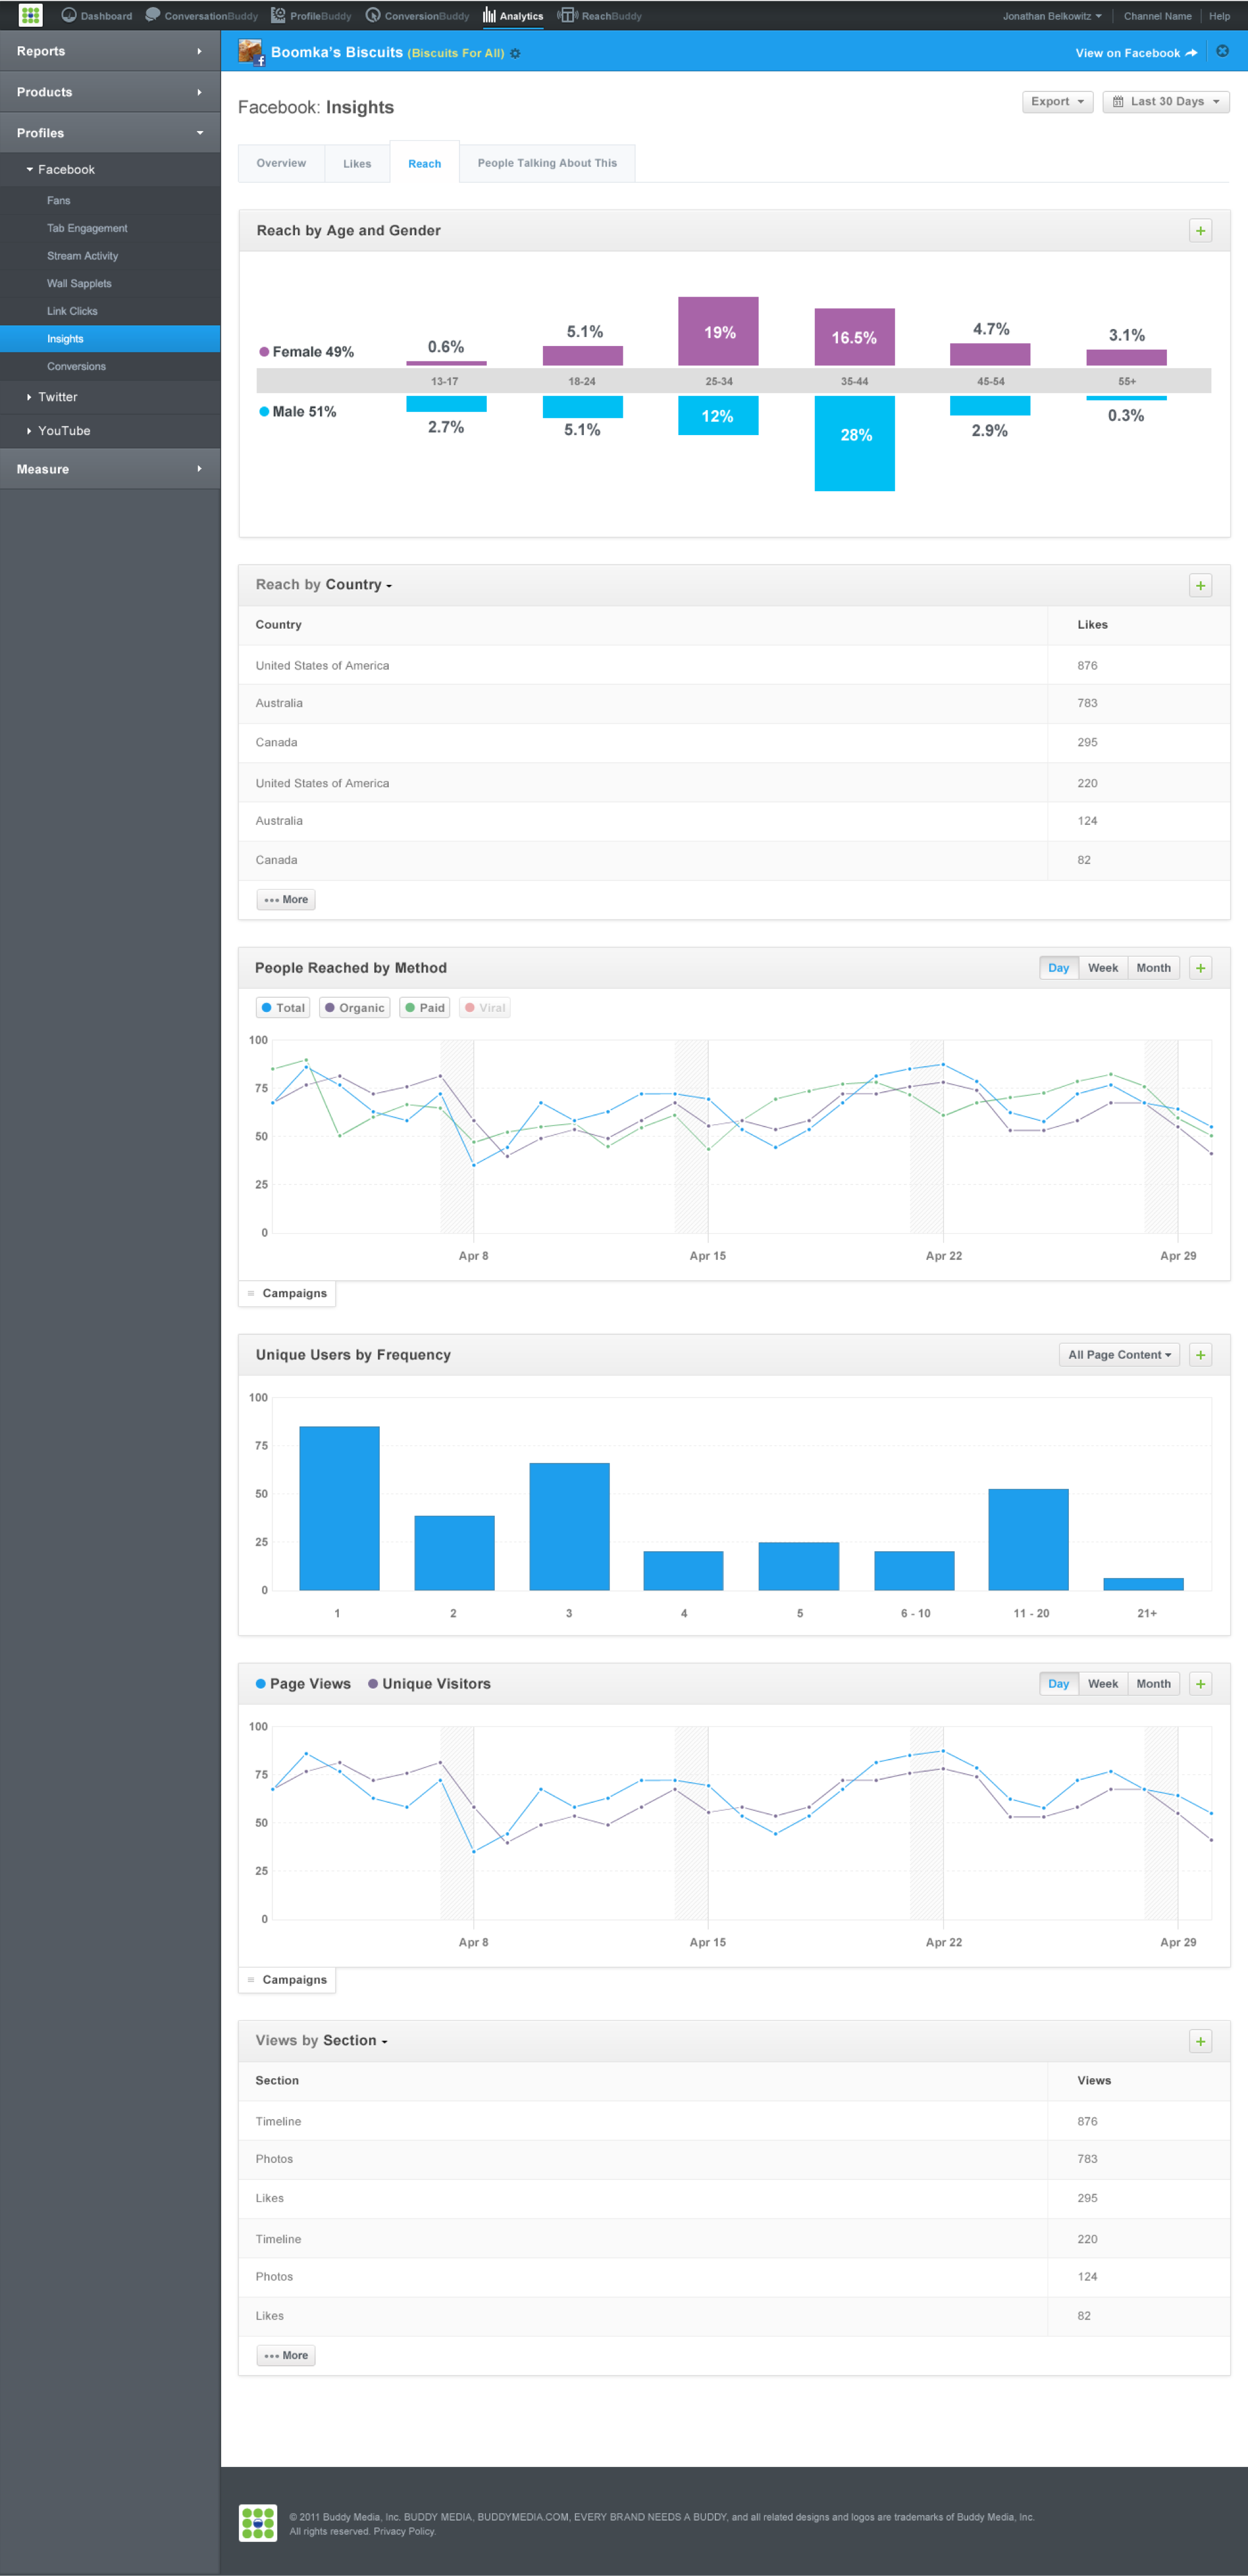 Dashboard ConversationBuddy ProfileBuddy ConversionBuddy Analytics ReachBuddy Jonathan Belkowitz Channel Name Help
Reports
Products
Profiles
Facebook
Fans
Tab Engagement
Stream Activity
Wall Sapplets
Link Clicks
Insights
Conversions
Twitter
YouTube
Measure
Boomka's Biscuits (Biscuits For All) View on Facebook
Facebook: Insights Export Last 30 Days
Overview Likes Reach People Talking About This
Reach by Age and Gender +
0.6% 5.1% 19% 16.5% 4.7% 3.1%
Female 49%
13-17 18-24 25-34 35-44 45-54 55+
Male 51%
2.7% 5.1% 12% 28% 2.9% 0.3%
Reach by Country +
Country Likes
United States of America 876
Australia 783
Canada 295
United States of America 220
Australia 124
Canada 82
More
People Reached by Method Day Week Month +
Total Organic Paid Viral
100
75
50
25
0
Apr 8 Apr 15 Apr 22 Apr 29
Campaigns
Unique Users by Frequency All Page Content +
100
75
50
25
0
1 2 3 4 5 6 - 10 11 - 20 21+
Page Views Unique Visitors Day Week Month +
100
75
50
25
0
Apr 8 Apr 15 Apr 22 Apr 29
Campaigns
Views by Section +
Section Views
Timeline 876
Photos 783
Likes 295
Timeline 220
Photos 124
Likes 82
More
© 2011 Buddy Media, Inc. BUDDY MEDIA, BUDDYMEDIA.COM, EVERY BRAND NEEDS A BUDDY, and all related designs and logos are trademarks of Buddy Media, Inc.
All rights reserved. Privacy Policy.